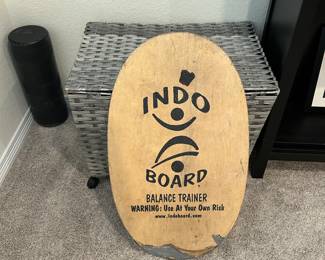 INDO
BOARD
BALANCE TRAINER
WARNING: Use At Your Own Risk
www.indoboard.com